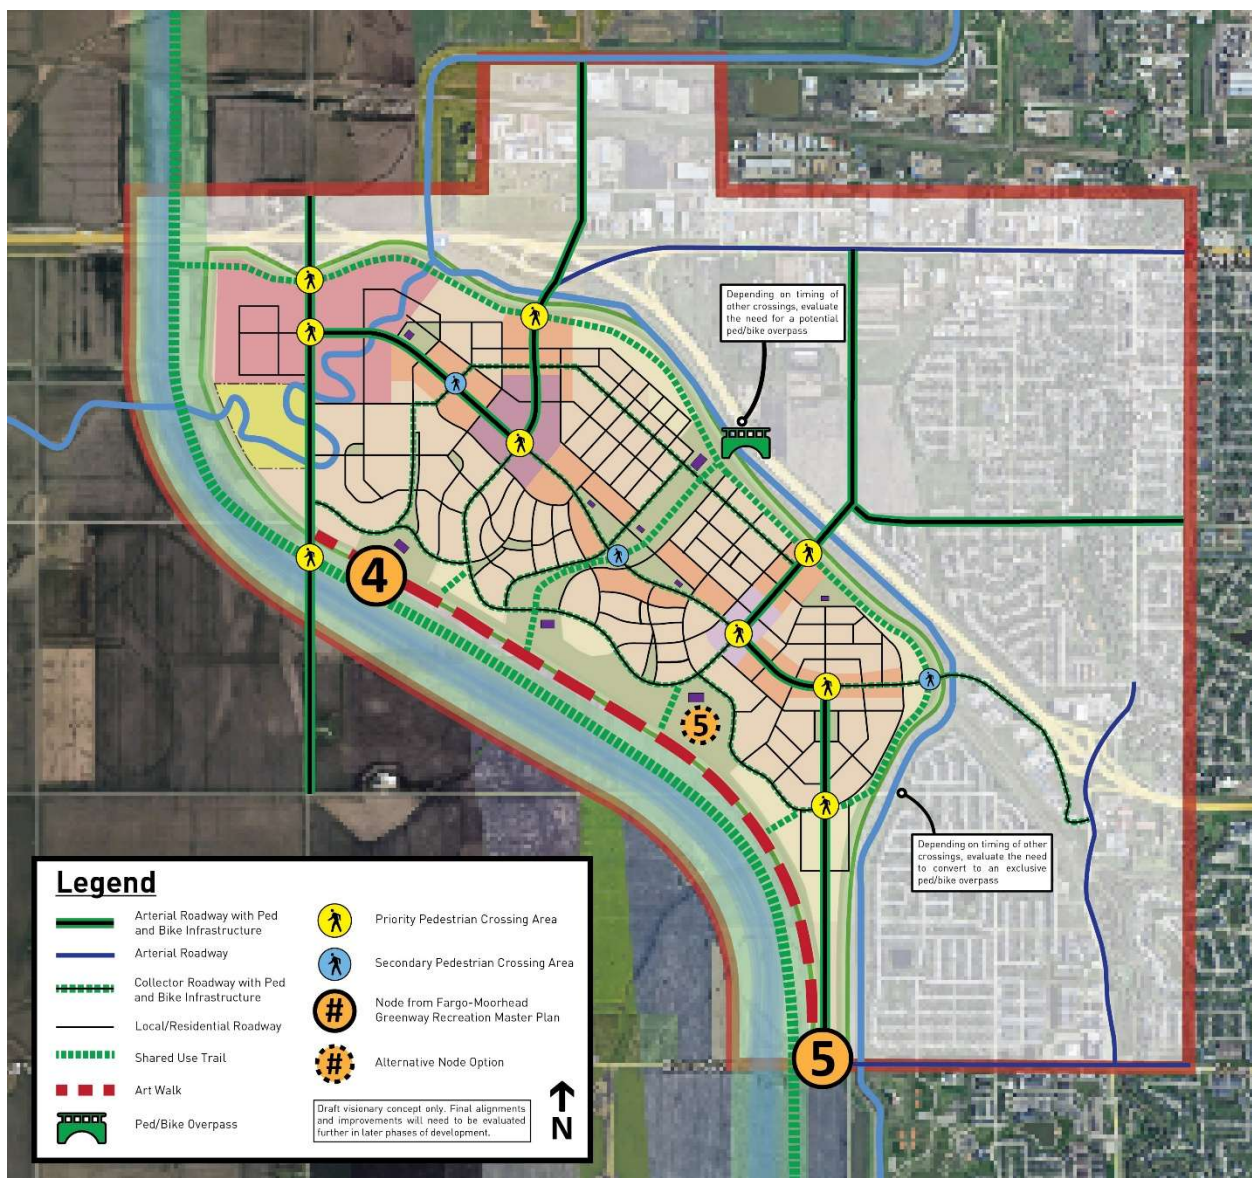 Depending on timing of
other crossings, evaluate
the need for a potential
ped/bike overpass
4
5
Depending on timing of other
crossings, evaluate the need
to convert to an exclusive
ped/bike overpass
5
Legend
Arterial Roadway with Ped
and Bike Infrastructure
Arterial Roadway
Collector Roadway with Ped
and Bike Infrastructure
Local/Residential Roadway
Shared Use Trail
Art Walk
Ped/Bike Overpass
Priority Pedestrian Crossing Area
Secondary Pedestrian Crossing Area
#
Node from Fargo-Moorhead
Greenway Recreation Master Plan
#
Alternative Node Option
Draft visionary concept only. Final alignments
and improvements will need to be evaluated
further in later phases of development.
N